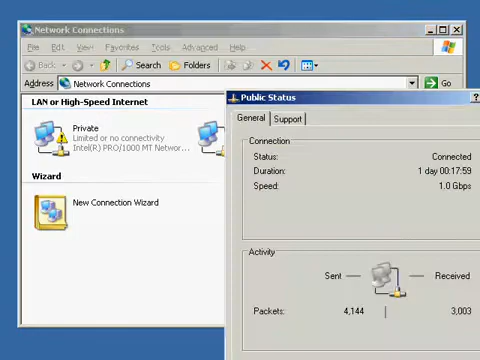 Network Connections
File Edit View Favorites Tools Advanced Help
Back Search Folders
Address Network Connections Go
LAN or High-Speed Internet
Private
Limited or no connectivity
Intel(R) PRO/1000 MT Networ...
Wizard
New Connection Wizard
Public Status
General Support
Connection
Status: Connected
Duration: 1 day 00:17:59
Speed: 1.0 Gbps
Activity
Sent Received
Packets: 4,144 3,003